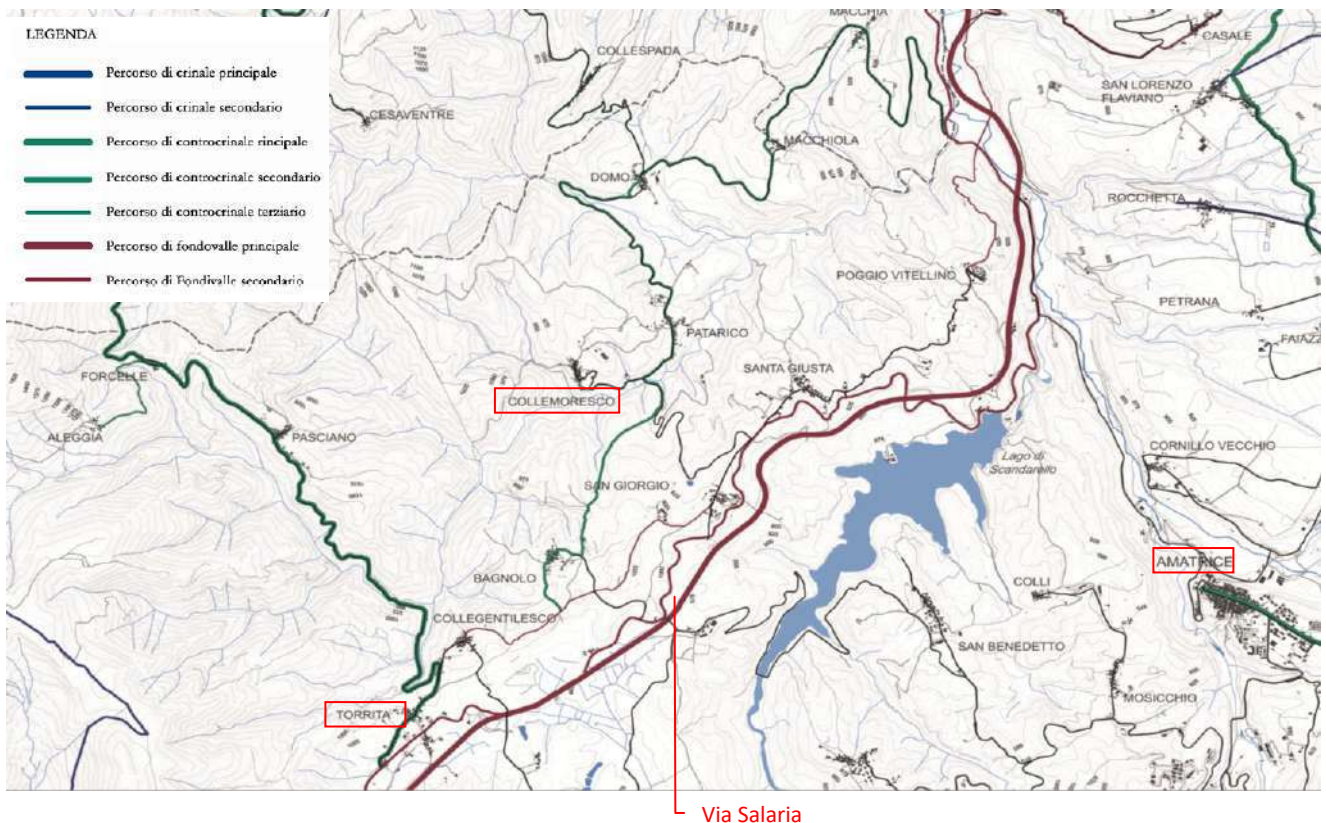 LEGENDA
Percorso di crinale principale
Percorso di crinale secondario
Percorso di controcrinale rincipale
Percorso di controcrinale secondario
Percorso di controcrinale terziario
Percorso di fondovalle principale
Percorso di Fondivalle secondario
MACCHIA
CASALE
COLLESPADA
SAN LORENZO
FLAVIANO
CESAVENTRE
MACCHIOLA
DOMO
ROCCHETTA
POGGIO VITELLINO
PETRANA
PATARICO
FAIAZZ
SANTA GIUSTA
FORCELLE
COLLEMORESCO
ALEGGIA
PASCIANO
CORNILLO VECCHIO
Lago di
Scandarello
SAN GIORGIO
AMATRICE
BAGNOLO
COLLI
COLLEGENTILESCO
SAN BENEDETTO
MOSICCHIO
TORRITA
Via Salaria